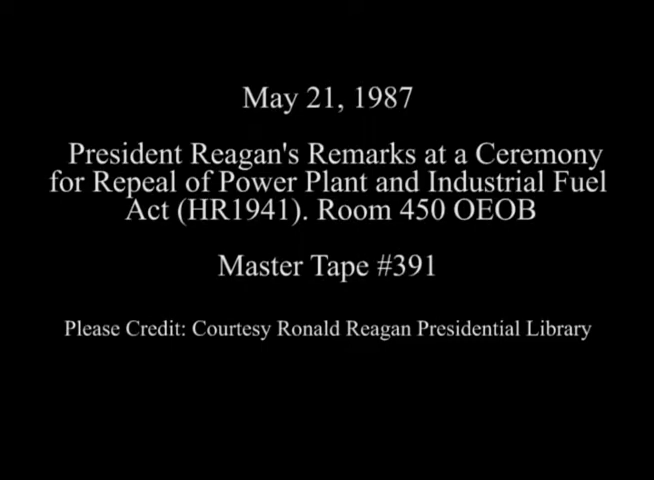 May 21, 1987
President Reagan's Remarks at a Ceremony
for Repeal of Power Plant and Industrial Fuel
Act (HR1941). Room 450 OEOB
Master Tape #391
Please Credit: Courtesy Ronald Reagan Presidential Library